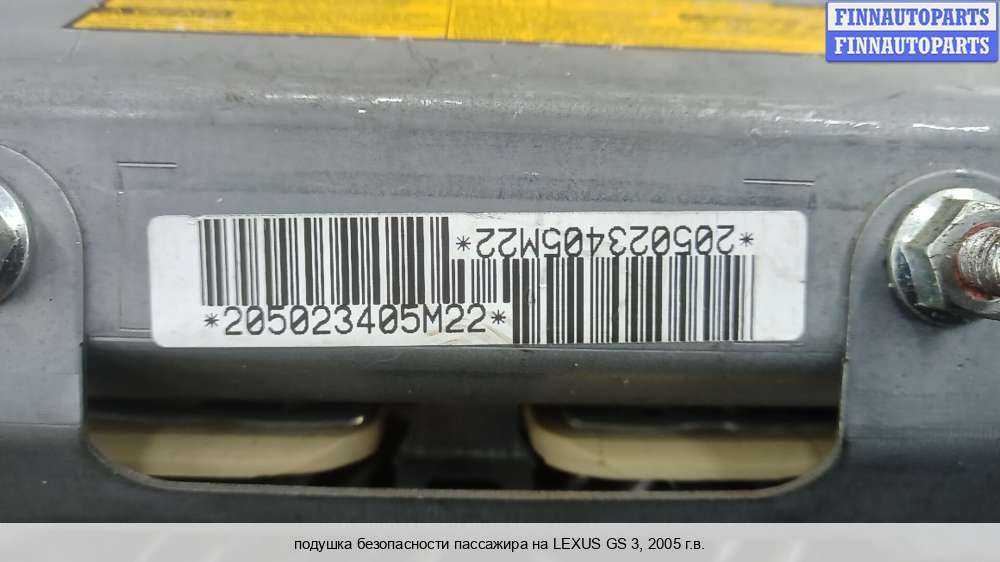 FINNAUTOPARTS
FINNAUTOPARTS
*205023405M22*
*205023405M22*
подушка безопасности пассажира на LEXUS GS 3, 2005 г.в.